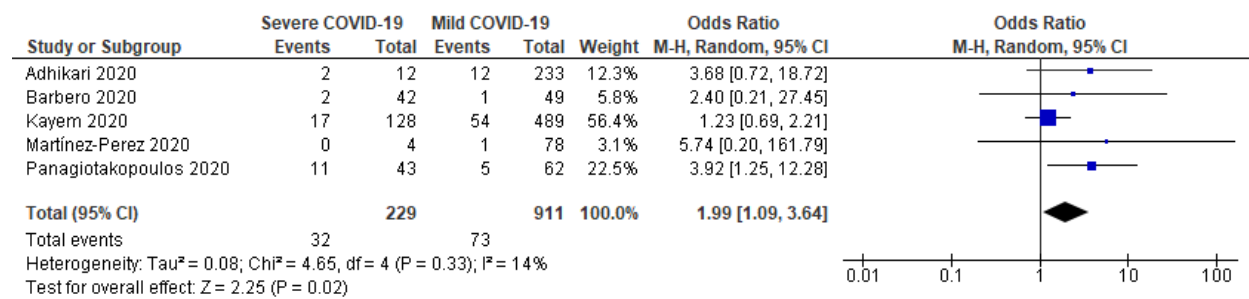 Severe COVID-19 Mild COVID-19 Odds Ratio Odds Ratio
Study or Subgroup Events Total Events Total Weight M-H, Random, 95% CI M-H, Random, 95% CI
Adhikari 2020 2 12 12 233 12.3% 3.68 [0.72, 18.72]
Barbero 2020 2 42 1 49 5.8% 2.40 [0.21, 27.45]
Kayem 2020 17 128 54 489 56.4% 1.23 [0.69, 2.21]
Martínez-Perez 2020 0 4 1 78 3.1% 5.74 [0.20, 161.79]
Panagiotakopoulos 2020 11 43 5 62 22.5% 3.92 [1.25, 12.28]
Total (95% CI) 229 911 100.0% 1.99 [1.09, 3.64]
Total events 32 73
Heterogeneity: Tau² = 0.08; Chi² = 4.65, df = 4 (P = 0.33); I² = 14%
Test for overall effect: Z = 2.25 (P = 0.02)
0.01 0.1 1 10 100